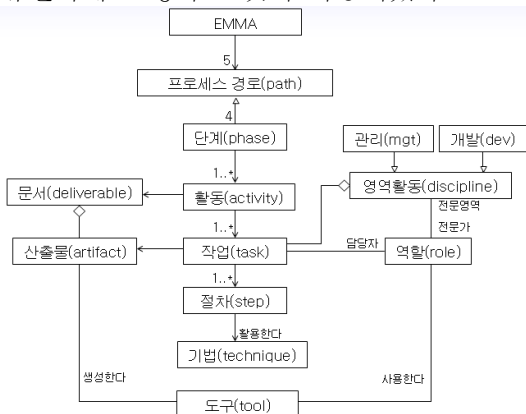 EMMA
5
프로세스 경로(path)
4
단계(phase)
관리(mgt)
개발(dev)
1..*
문서(deliverable)
활동(activity)
영역활동(discipline)
전문영역
1..*
전문가
산출물(artifact)
작업(task)
담당자
역할(role)
1..*
절차(step)
활용한다
기법(technique)
생성한다
사용한다
도구(tool)